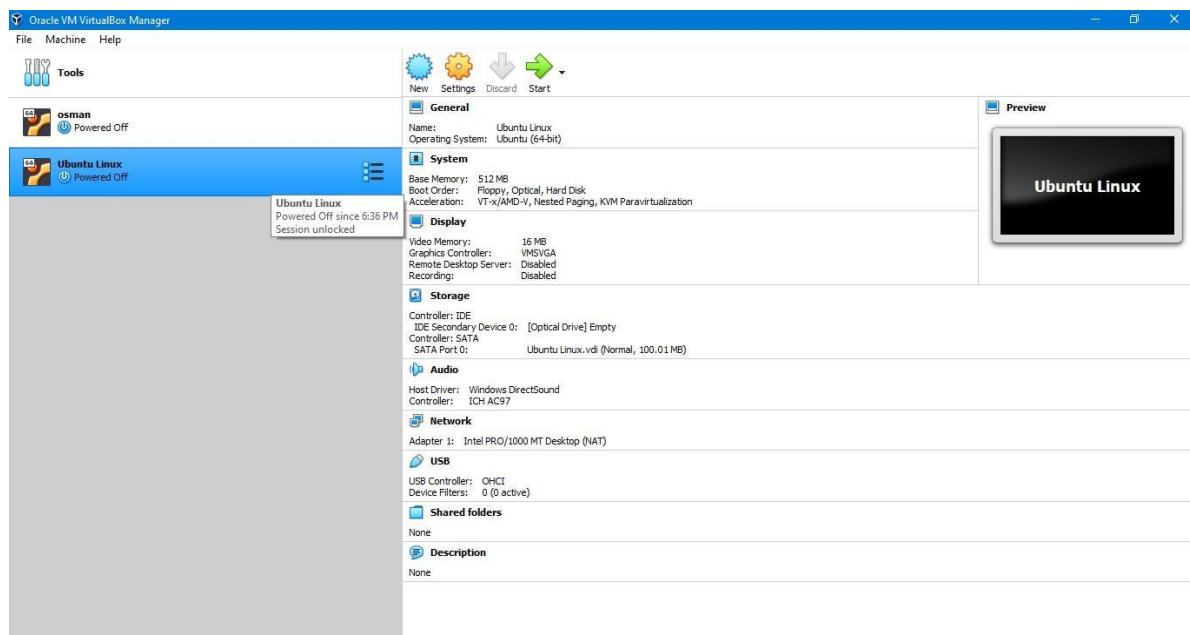 Oracle VM VirtualBox Manager
File Machine Help
Tools
64
osman
Powered Off
64
Ubuntu Linux
Powered Off
Ubuntu Linux
Powered Off since 6:36 PM
Session unlocked
New Settings Discard Start
General
Name: Ubuntu Linux
Operating System: Ubuntu (64-bit)
System
Base Memory: 512 MB
Boot Order: Floppy, Optical, Hard Disk
Acceleration: VT-x/AMD-V, Nested Paging, KVM Paravirtualization
Display
Video Memory: 16 MB
Graphics Controller: VMSVGA
Remote Desktop Server: Disabled
Recording: Disabled
Storage
Controller: IDE
IDE Secondary Device 0: [Optical Drive] Empty
Controller: SATA
SATA Port 0: Ubuntu Linux.vdi (Normal, 100.01 MB)
Audio
Host Driver: Windows DirectSound
Controller: ICH AC97
Network
Adapter 1: Intel PRO/1000 MT Desktop (NAT)
USB
USB Controller: OHCI
Device Filters: 0 (0 active)
Shared folders
None
Description
None
Preview
Ubuntu Linux